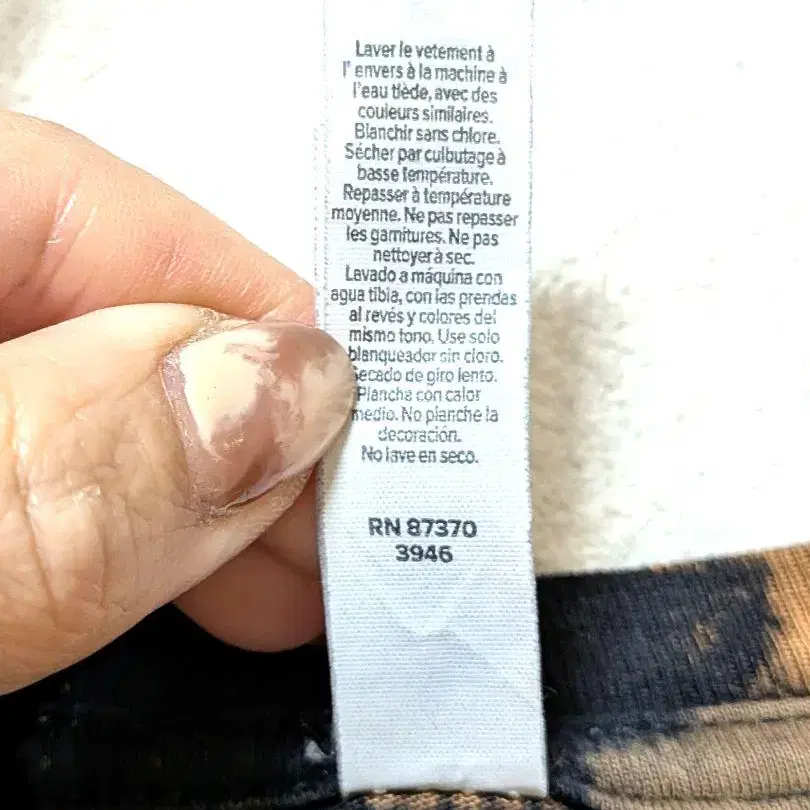 Laver le vetement à
l' envers à la machine à
l'eau tiède, avec des
couleurs similaires.
Blanchir sans chlore.
Sécher par culbutage à
basse température.
Repasser à température
moyenne. Ne pas repasser
les garnitures. Ne pas
nettoyer à sec.
Lavado a máquina con
agua tibia, con las prendas
al revés y colores del
mismo tono. Use solo
blanqueador sin cloro.
Secado de giro lento.
Planche con calor
medio. No planche la
decoración.
No lave en seco.
RN 87370
3946